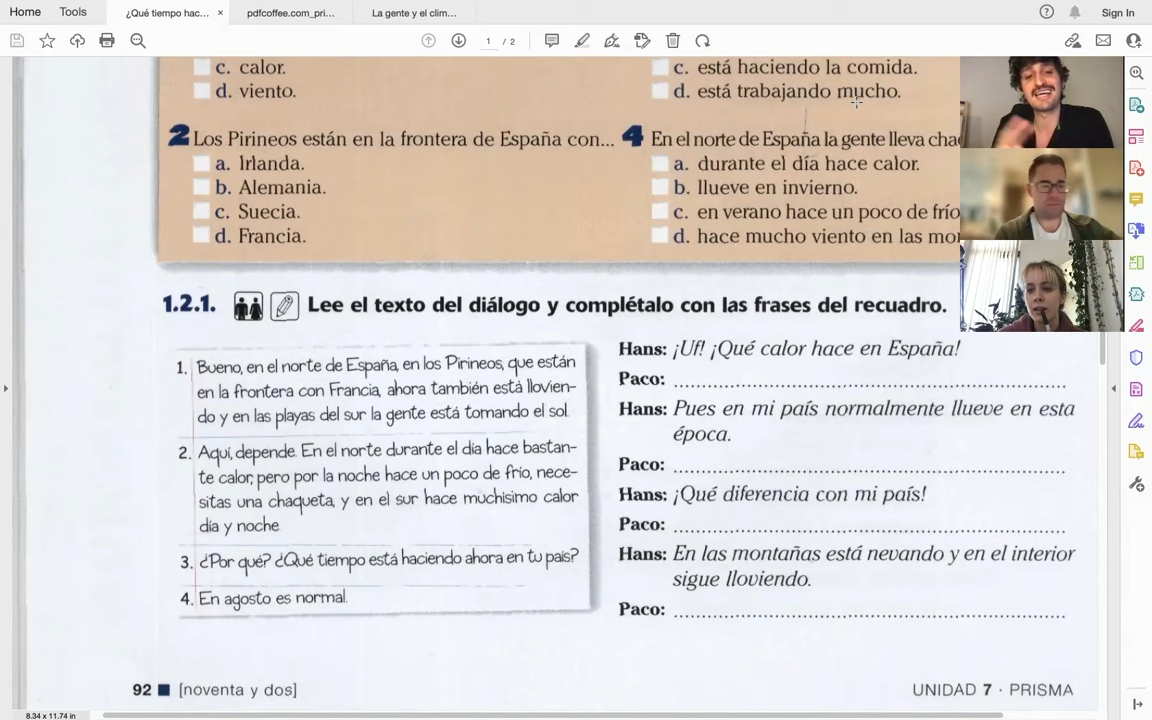 Home Tools ¿Qué tiempo hac... × pdfcoffee.com_pri... La gente y el clim... Sign In
1 / 2
c. calor.
d. viento.
2 Los Pirineos están en la frontera de España con...
a. Irlanda.
b. Alemania.
c. Suecia.
d. Francia.
c. está haciendo la comida.
d. está trabajando mucho.
4 En el norte de España la gente lleva cha
a. durante el día hace calor.
b. llueve en invierno.
c. en verano hace un poco de frío
d. hace mucho viento en las mo
1.2.1. Lee el texto del diálogo y complétalo con las frases del recuadro.
1. Bueno, en el norte de España, en los Pirineos, que están
en la frontera con Francia, ahora también está llovien-
do y en las playas del sur la gente está tomando el sol.
2. Aquí, depende. En el norte durante el día hace bastan-
te calor, pero por la noche hace un poco de frío, nece-
sitas una chaqueta, y en el sur hace muchísimo calor
día y noche.
3. ¿Por qué? ¿Qué tiempo está haciendo ahora en tu país?
4. En agosto es normal.
Hans: ¡Uf! ¡Qué calor hace en España!
Paco: ........................................................
Hans: Pues en mi país normalmente llueve en esta
época.
Paco: ........................................................
Hans: ¡Qué diferencia con mi país!
Paco: ........................................................
Hans: En las montañas está nevando y en el interior
sigue lloviendo.
Paco: ........................................................
92 [noventa y dos]
UNIDAD 7 · PRISMA
8.34 x 11.74 in